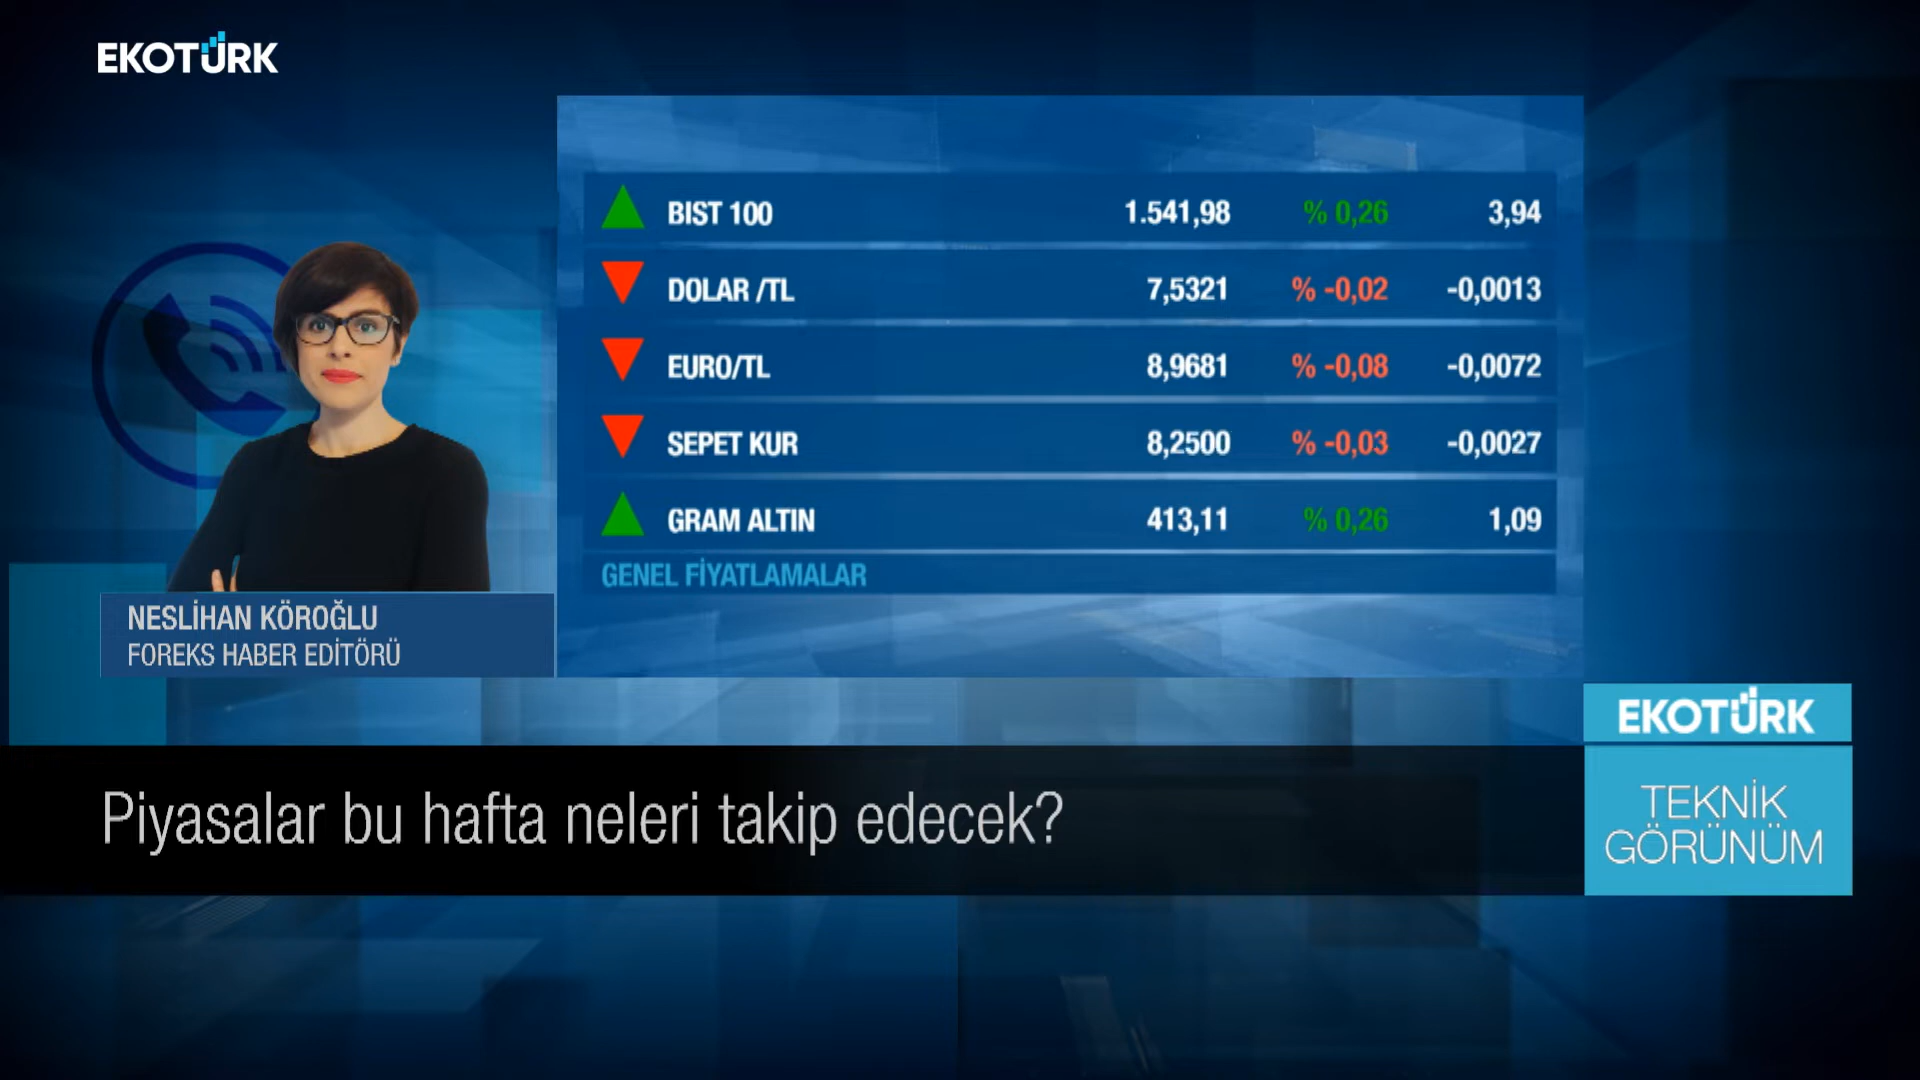 EKOTÜRK
BIST 100 1.541,98 % 0,26 3,94
DOLAR /TL 7,5321 % -0,02 -0,0013
EURO/TL 8,9681 % -0,08 -0,0072
SEPET KUR 8,2500 % -0,03 -0,0027
GRAM ALTIN 413,11 % 0,26 1,09
GENEL FİYATLAMALAR
NESLİHAN KÖROĞLU
FOREKS HABER EDİTÖRÜ
EKOTÜRK
Piyasalar bu hafta neleri takip edecek?
TEKNİK
GÖRÜNÜM